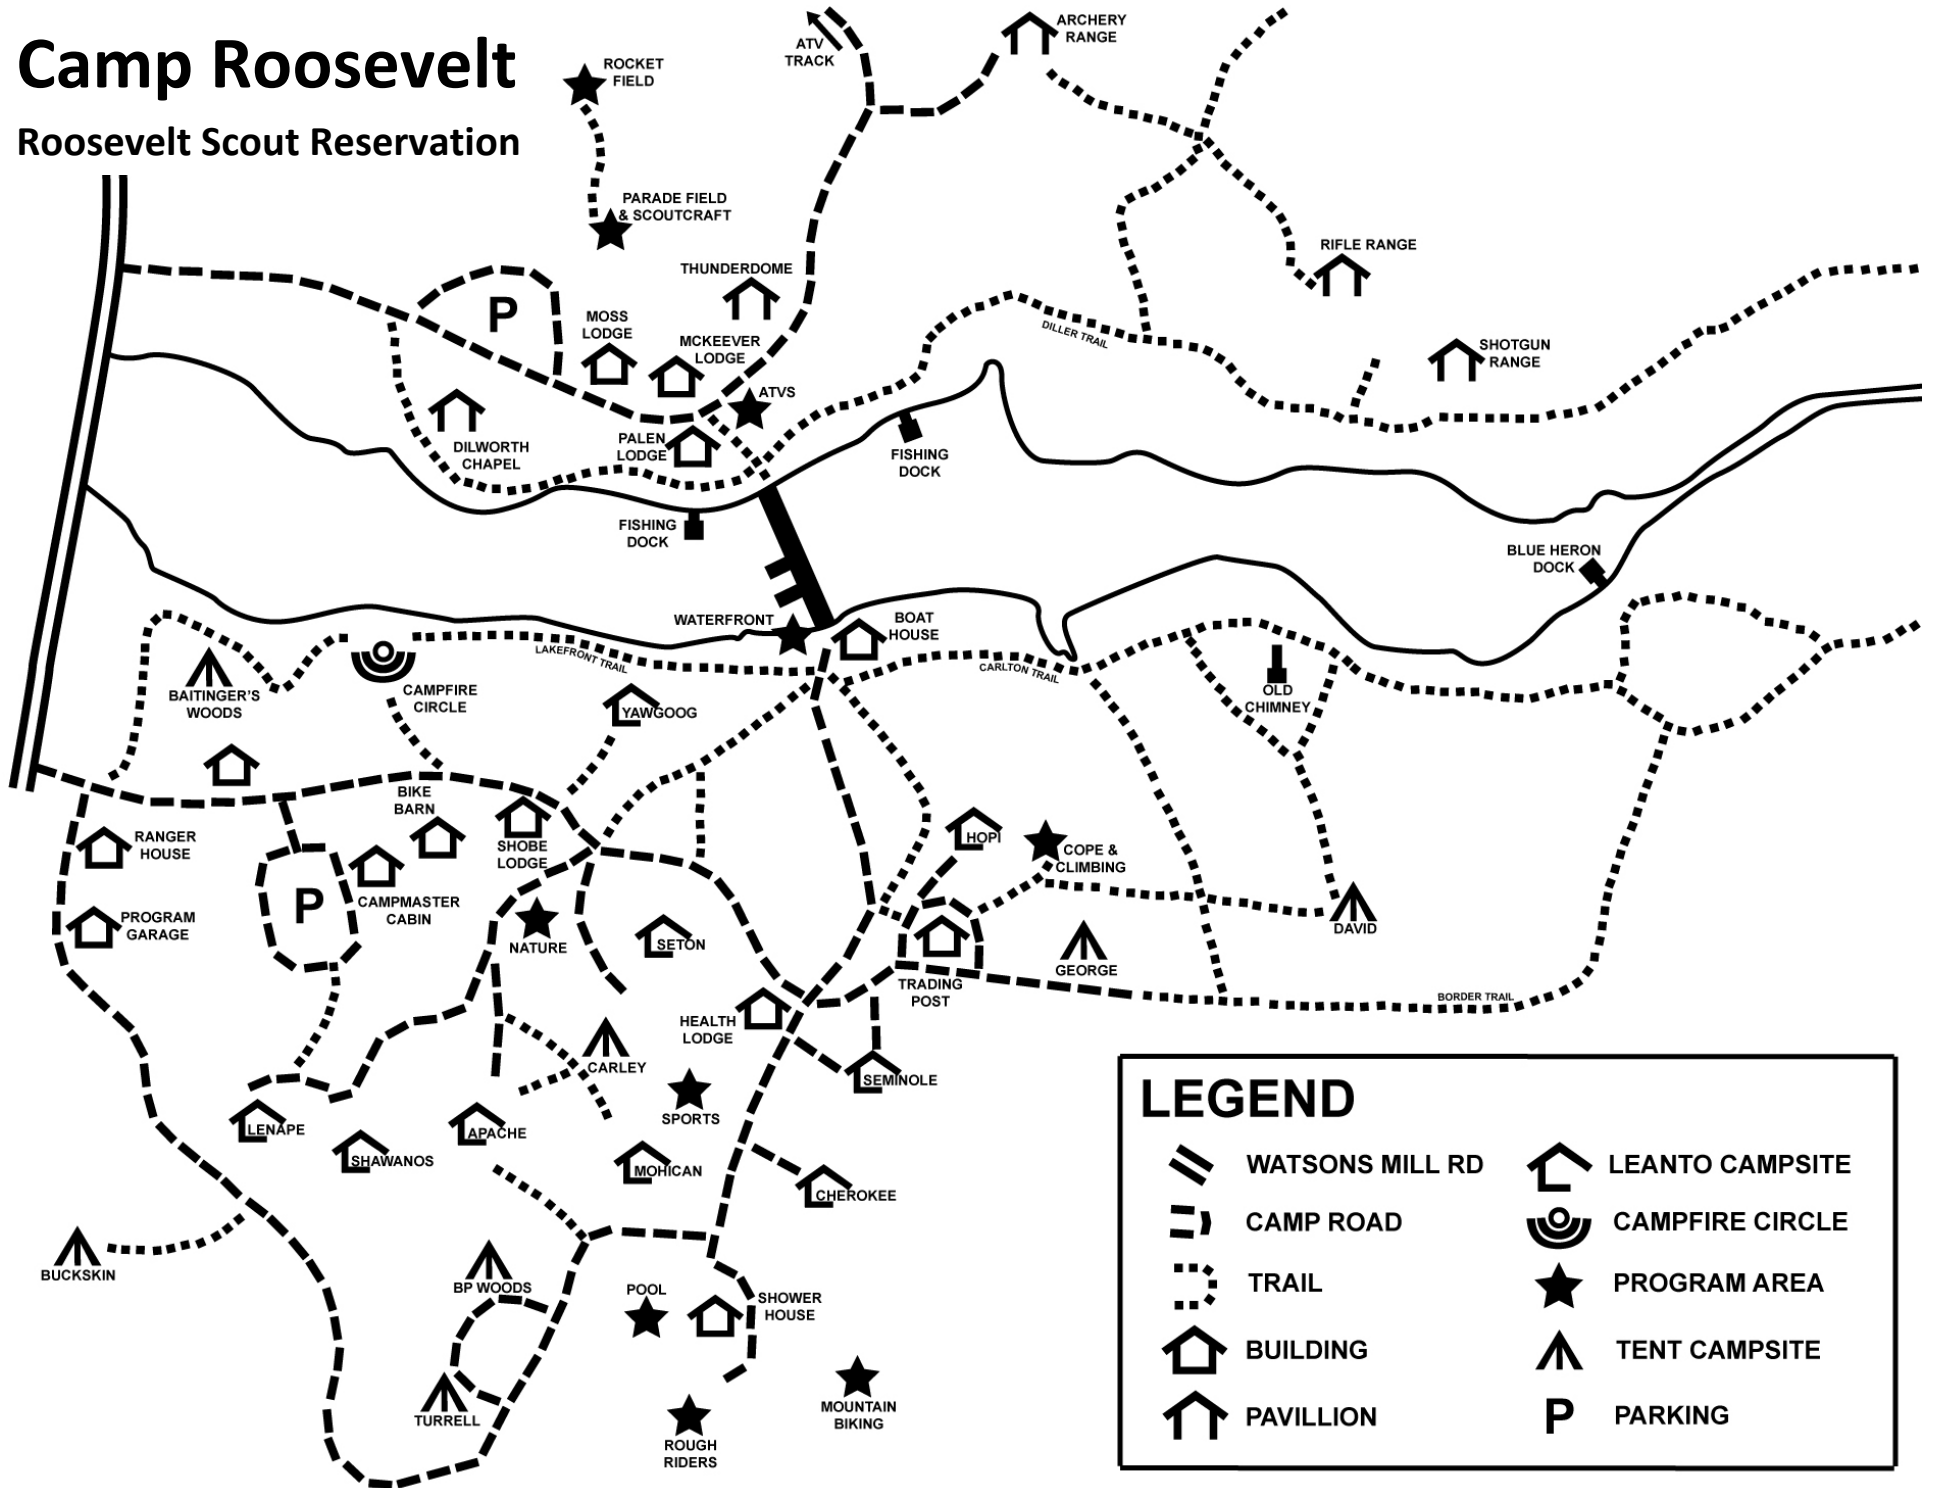 Camp Roosevelt
Roosevelt Scout Reservation
ATV
TRACK
ARCHERY
RANGE
ROCKET
FIELD
PARADE FIELD
& SCOUTCRAFT
THUNDERDOME
RIFLE RANGE
P
MOSS
LODGE
MCKEEVER
LODGE
DILLER TRAIL
SHOTGUN
RANGE
ATVS
DILWORTH
CHAPEL
PALEN
LODGE
FISHING
DOCK
FISHING
DOCK
BLUE HERON
DOCK
WATERFRONT
BOAT
HOUSE
LAKEFRONT TRAIL
CARLTON TRAIL
BAITINGER'S
WOODS
CAMPFIRE
CIRCLE
YAWGOOG
OLD
CHIMNEY
BIKE
BARN
RANGER
HOUSE
SHOBE
LODGE
HOPI
COPE &
CLIMBING
P
CAMPMASTER
CABIN
PROGRAM
GARAGE
NATURE
SETON
DAVID
GEORGE
TRADING
POST
BORDER TRAIL
HEALTH
LODGE
CARLEY
SEMINOLE
SPORTS
LENAPE
APACHE
SHAWANOS
MOHICAN
CHEROKEE
BUCKSKIN
BP WOODS
POOL
SHOWER
HOUSE
TURRELL
MOUNTAIN
BIKING
ROUGH
RIDERS
LEGEND
WATSONS MILL RD
CAMP ROAD
TRAIL
BUILDING
PAVILLION
LEANTO CAMPSITE
CAMPFIRE CIRCLE
PROGRAM AREA
TENT CAMPSITE
P
PARKING